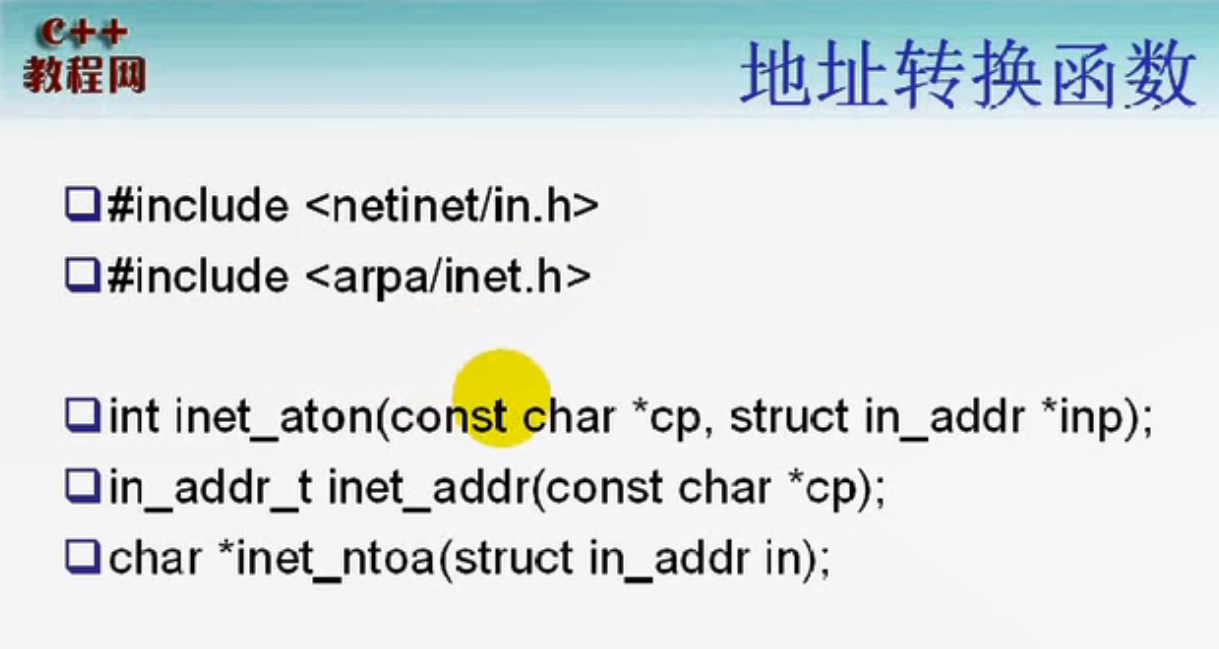 C++
教程网
地址转换函数
#include <netinet/in.h>
#include <arpa/inet.h>
int inet_aton(const char *cp, struct in_addr *inp);
in_addr_t inet_addr(const char *cp);
char *inet_ntoa(struct in_addr in);